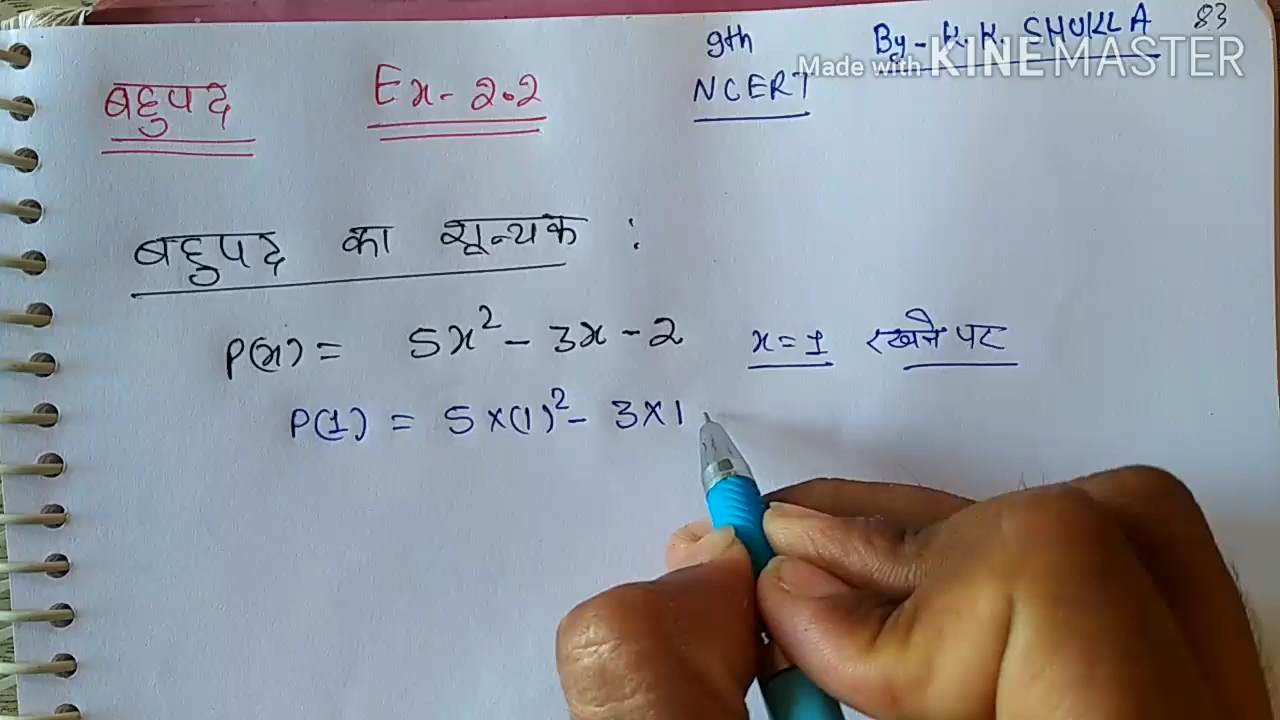 83
9th By- K. K. SHUKLA
Made with KINEMASTER
बहुपद Ex- 2.2 NCERT
बहुपद का शून्यक :
P(x) = 5x² - 3x - 2 x = 1 रखने पर
P(1) = 5×(1)² - 3×1